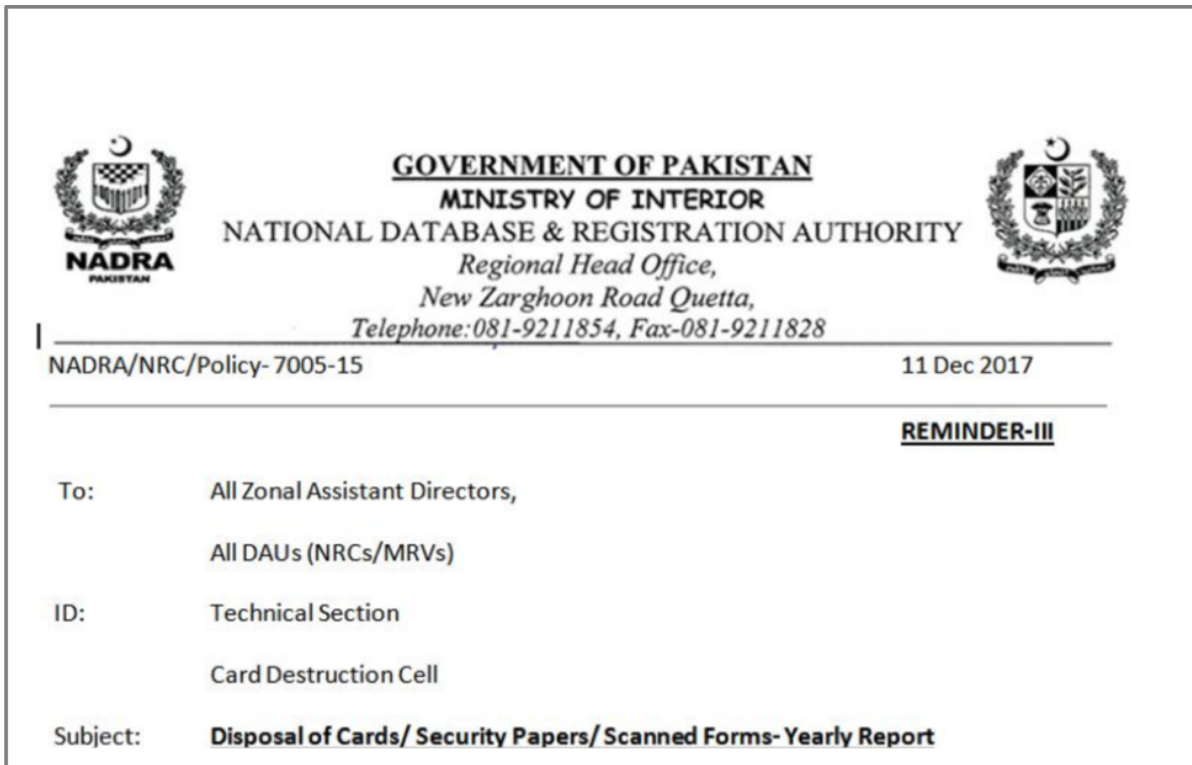 GOVERNMENT OF PAKISTAN
MINISTRY OF INTERIOR
NATIONAL DATABASE & REGISTRATION AUTHORITY
Regional Head Office,
New Zarghoon Road Quetta,
Telephone:081-9211854, Fax-081-9211828
NADRA
PAKISTAN
NADRA/NRC/Policy-7005-15 11 Dec 2017
REMINDER-III
To: All Zonal Assistant Directors,
All DAUs (NRCs/MRVs)
ID: Technical Section
Card Destruction Cell
Subject: Disposal of Cards/ Security Papers/ Scanned Forms- Yearly Report